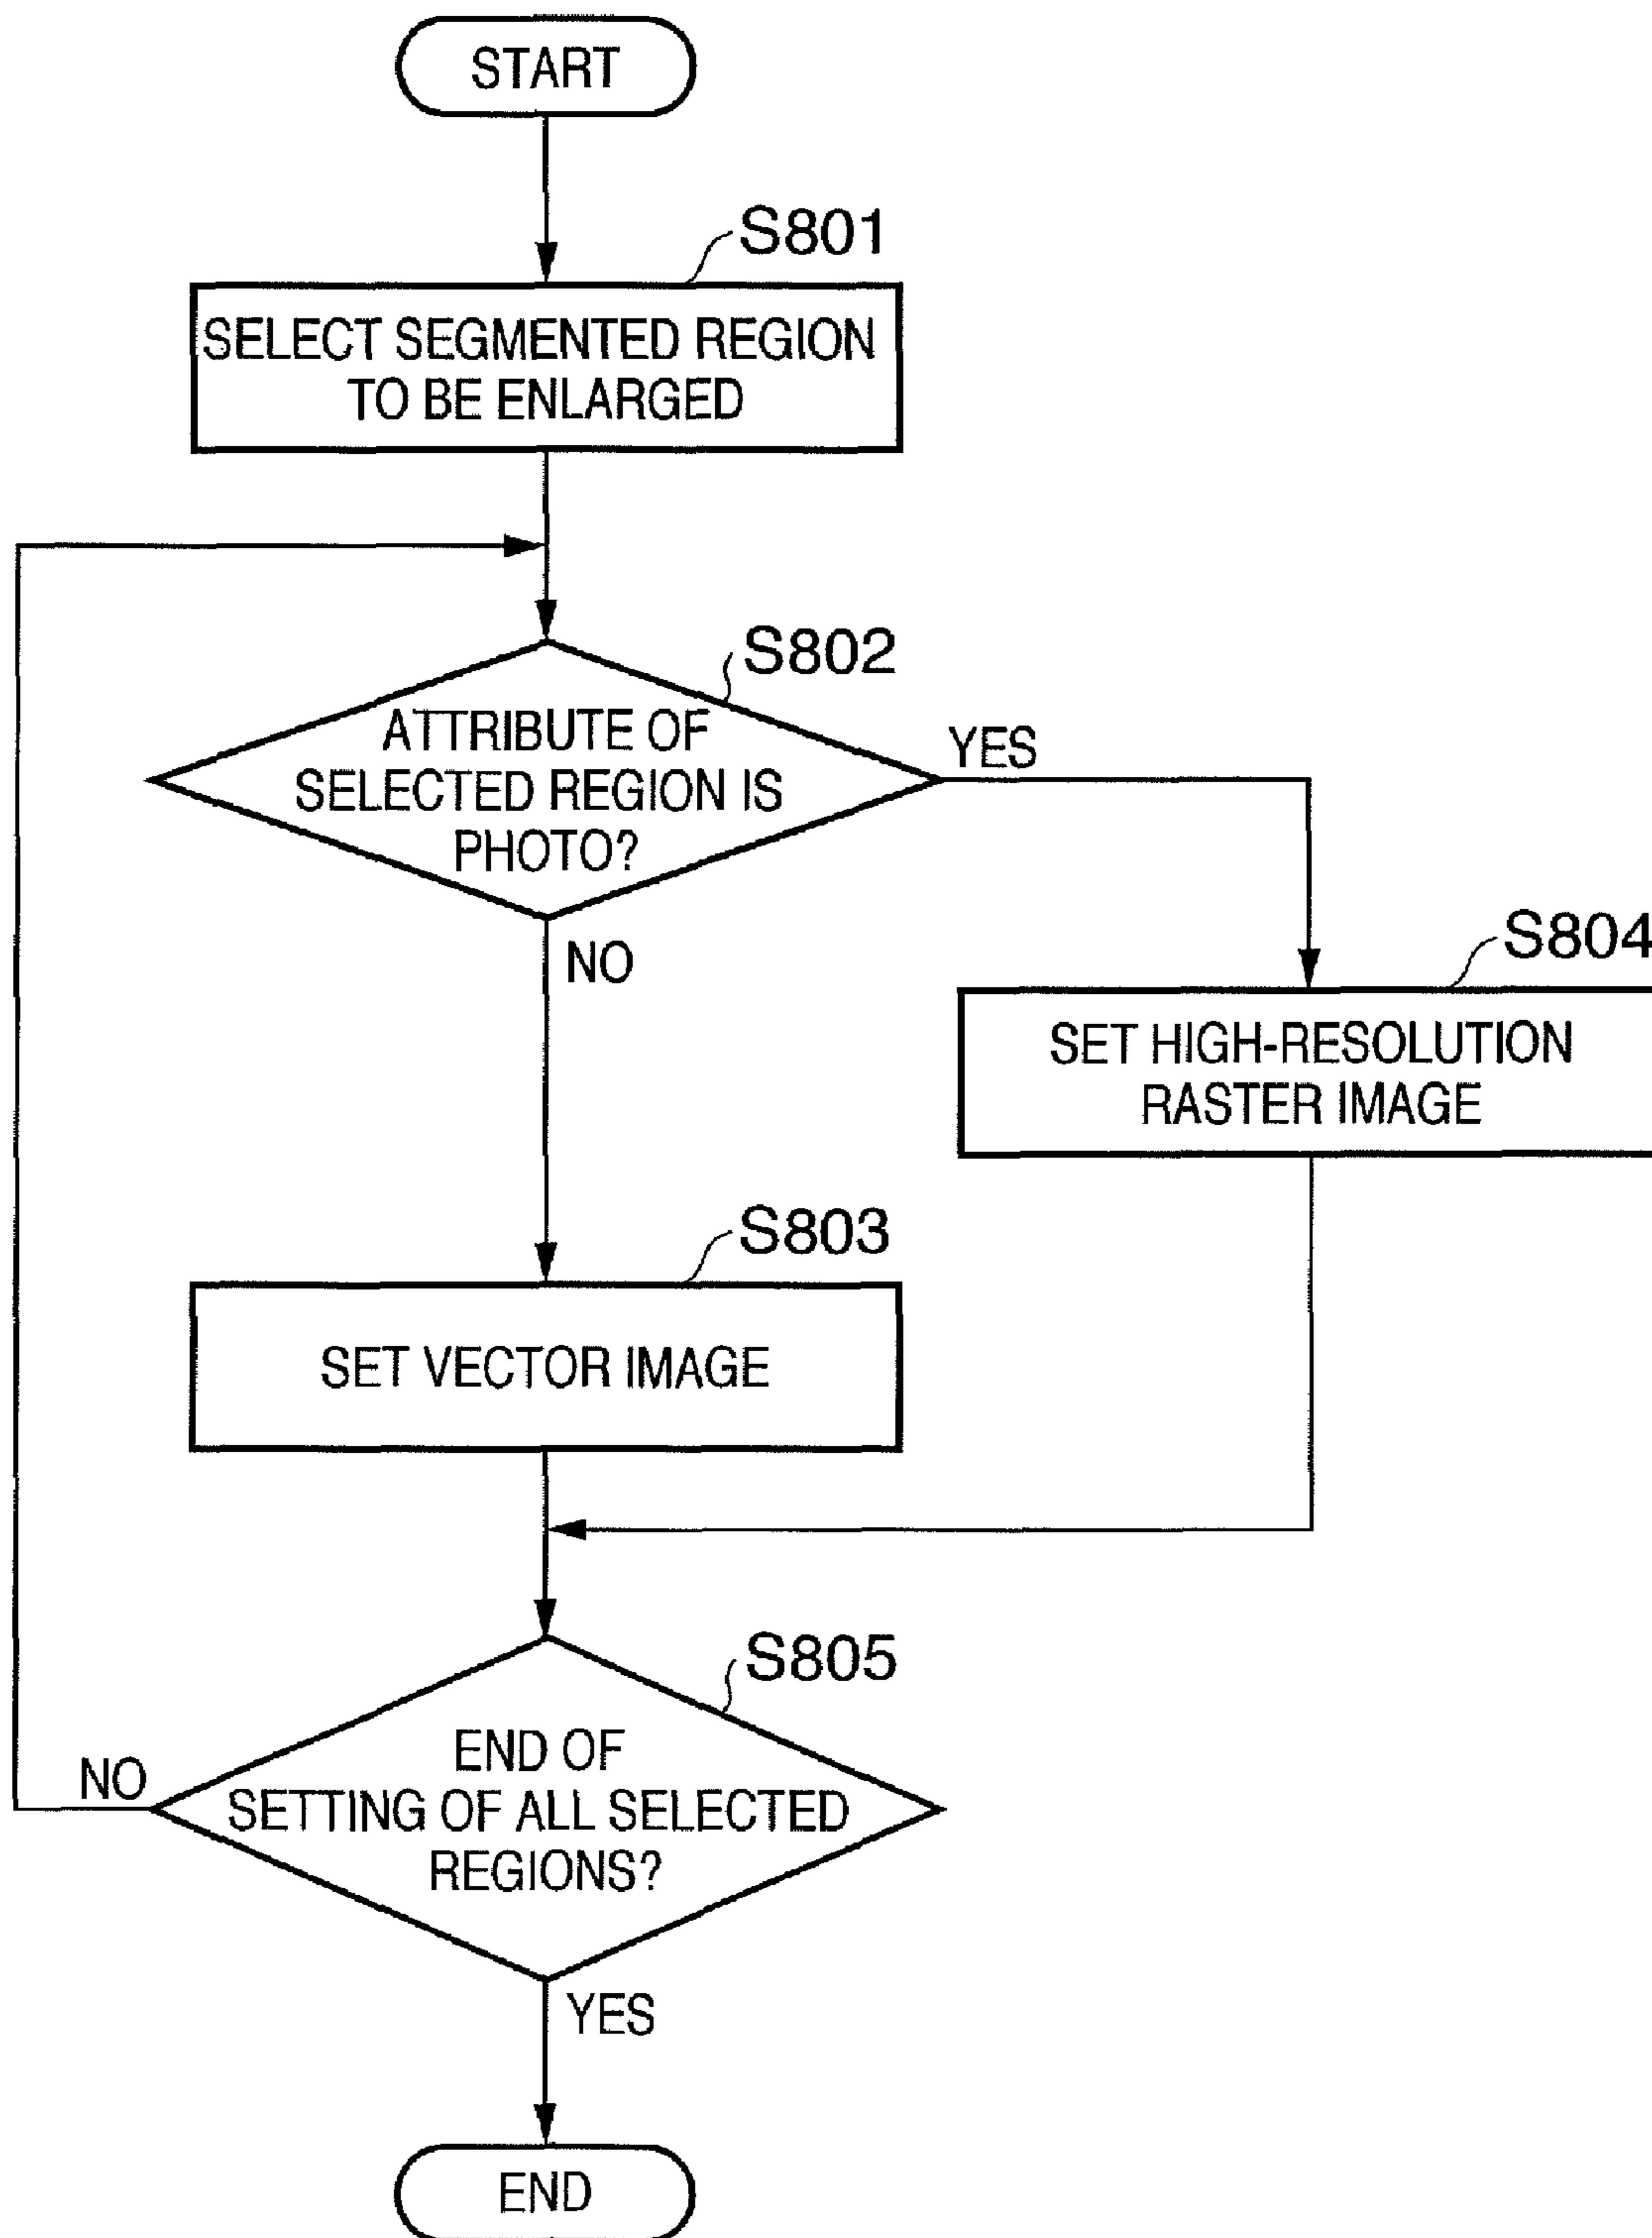 START
S801
SELECT SEGMENTED REGION
TO BE ENLARGED
S802
ATTRIBUTE OF
SELECTED REGION IS
PHOTO?
YES
NO
S804
SET HIGH-RESOLUTION
RASTER IMAGE
S803
SET VECTOR IMAGE
S805
END OF
SETTING OF ALL SELECTED
REGIONS?
NO
YES
END